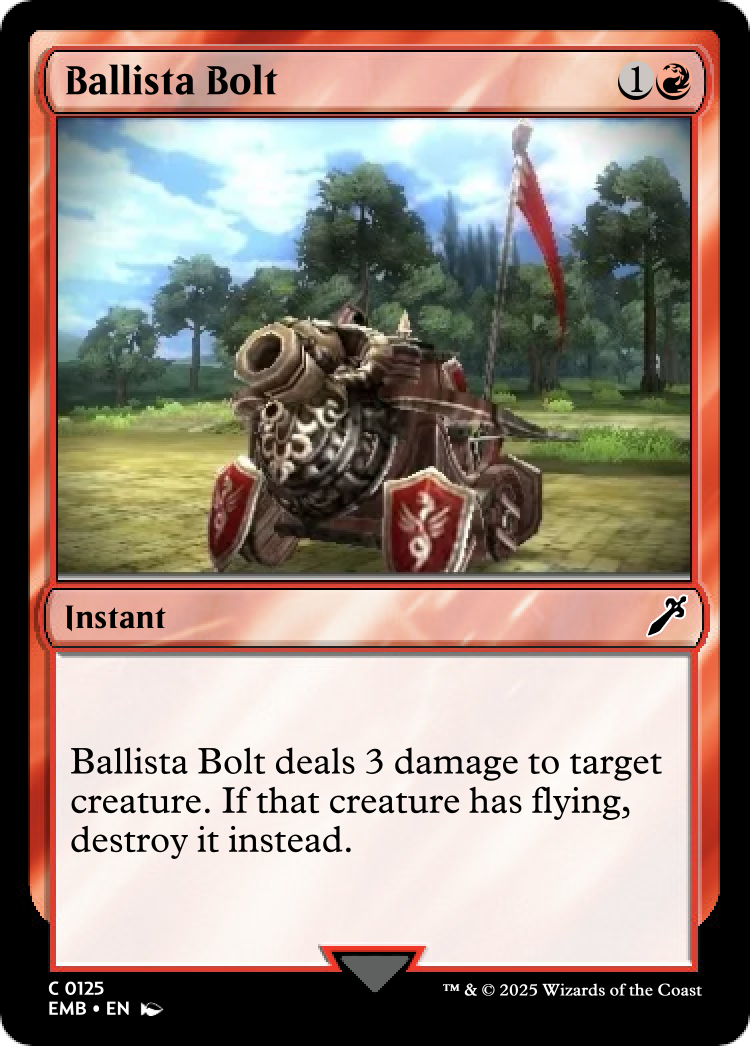 Ballista Bolt 1
Instant
Ballista Bolt deals 3 damage to target
creature. If that creature has flying,
destroy it instead.
C 0125
EMB • EN
™ & © 2025 Wizards of the Coast